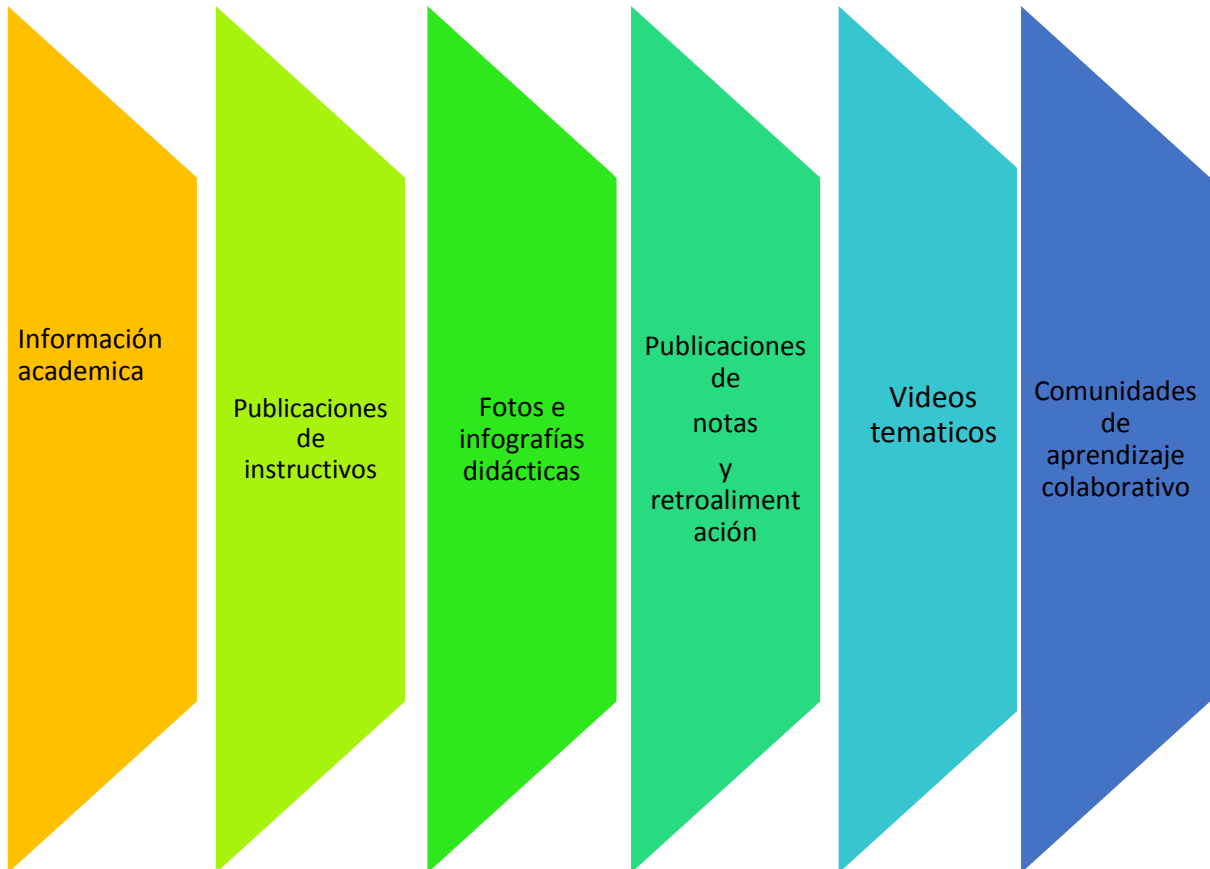 Información
academica
Publicaciones
de
instructivos
Fotos e
infografías
didácticas
Publicaciones
de
notas
y
retroaliment
ación
Videos
tematicos
Comunidades
de
aprendizaje
colaborativo